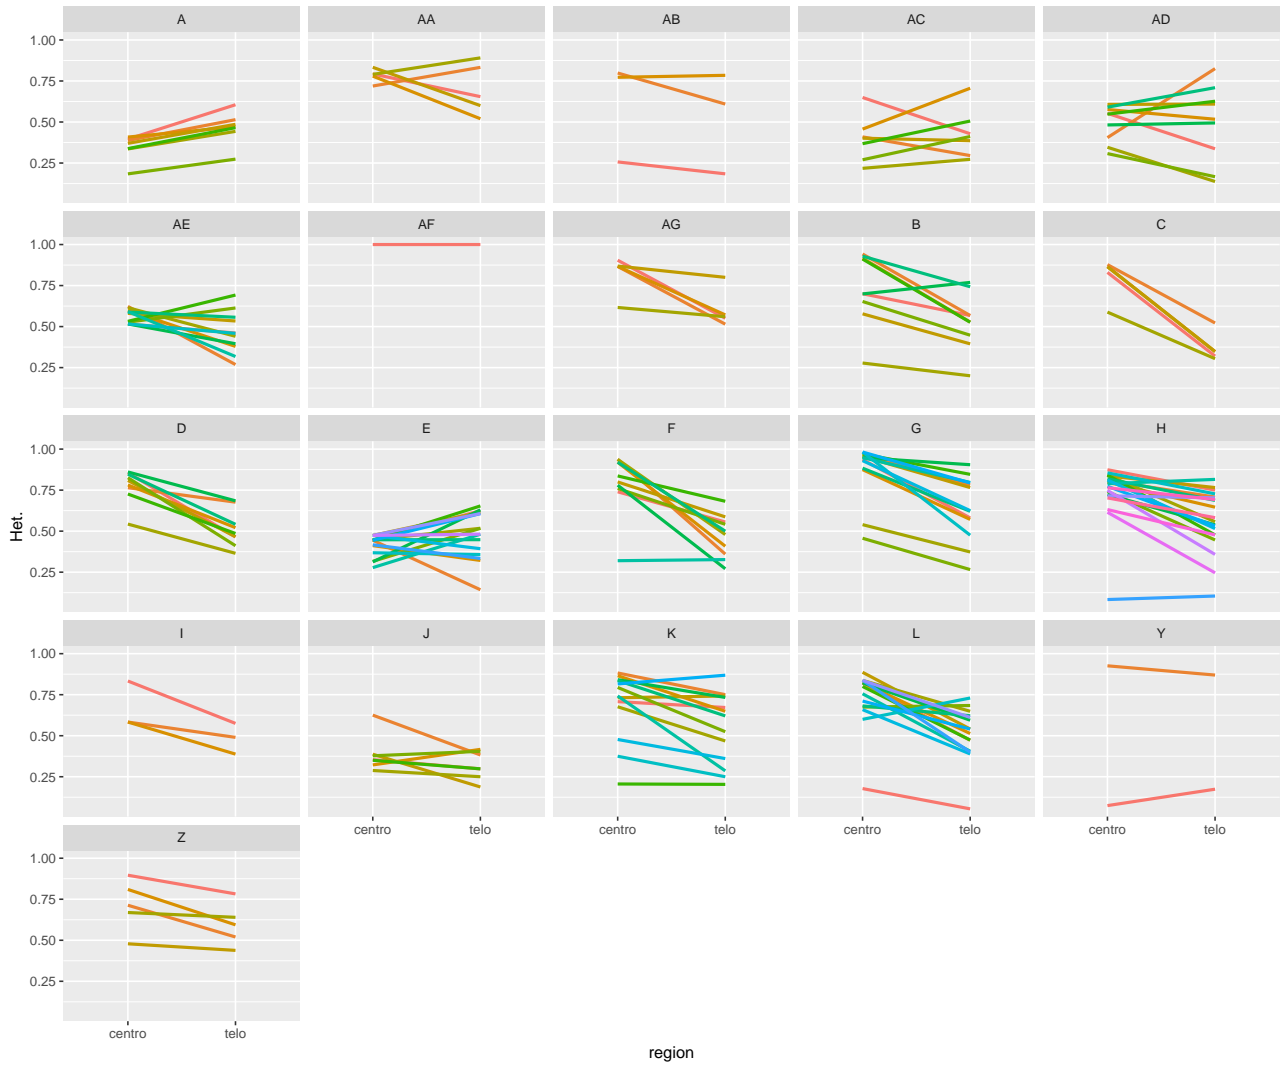 A AA AB AC AD
1.00
0.75
0.50
0.25
AE AF AG B C
1.00
0.75
0.50
0.25
D E F G H
1.00
0.75
0.50
0.25
I J K L Y
1.00
0.75
0.50
0.25
centro telo centro telo centro telo centro telo
Z
1.00
0.75
0.50
0.25
centro telo
Het.
region